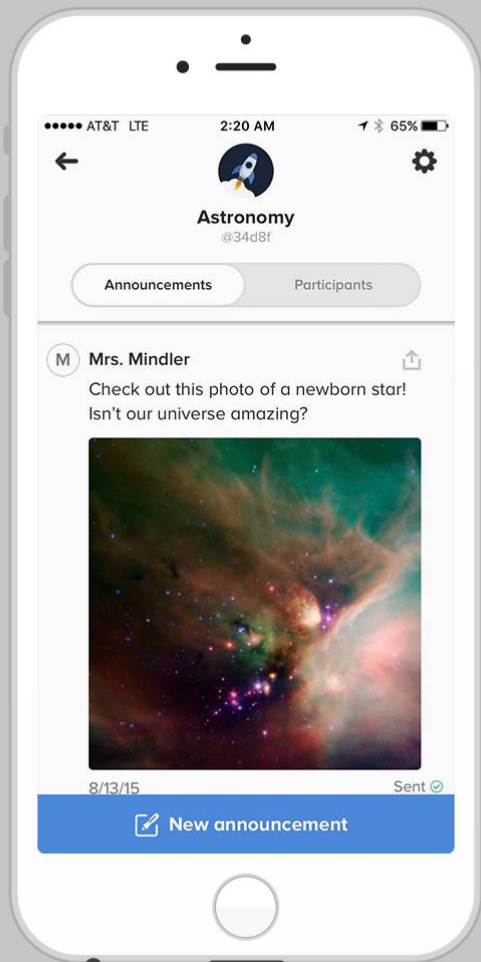 AT&T LTE 2:20 AM 65%
Astronomy
@34d8f
Announcements Participants
M Mrs. Mindler
Check out this photo of a newborn star!
Isn't our universe amazing?
8/13/15 Sent
New announcement